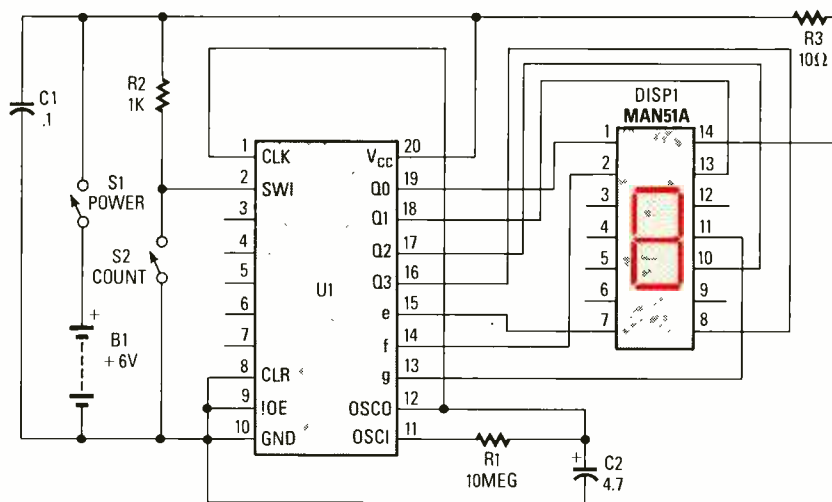 R3
10Ω
R2
1K
C1
.1
S1
POWER
S2
COUNT
+
B1
+6V
U1
1 CLK
2 SWI
3
4
5
6
7
8 CLR
9 !OE
10 GND
VCC 20
Q0 19
Q1 18
Q2 17
Q3 16
e 15
f 14
g 13
OSCO 12
OSCI 11
R1
10MEG
+
C2
4.7
DISP1
MAN51A
1
2
3
4
5
6
7
14
13
12
11
10
9
8